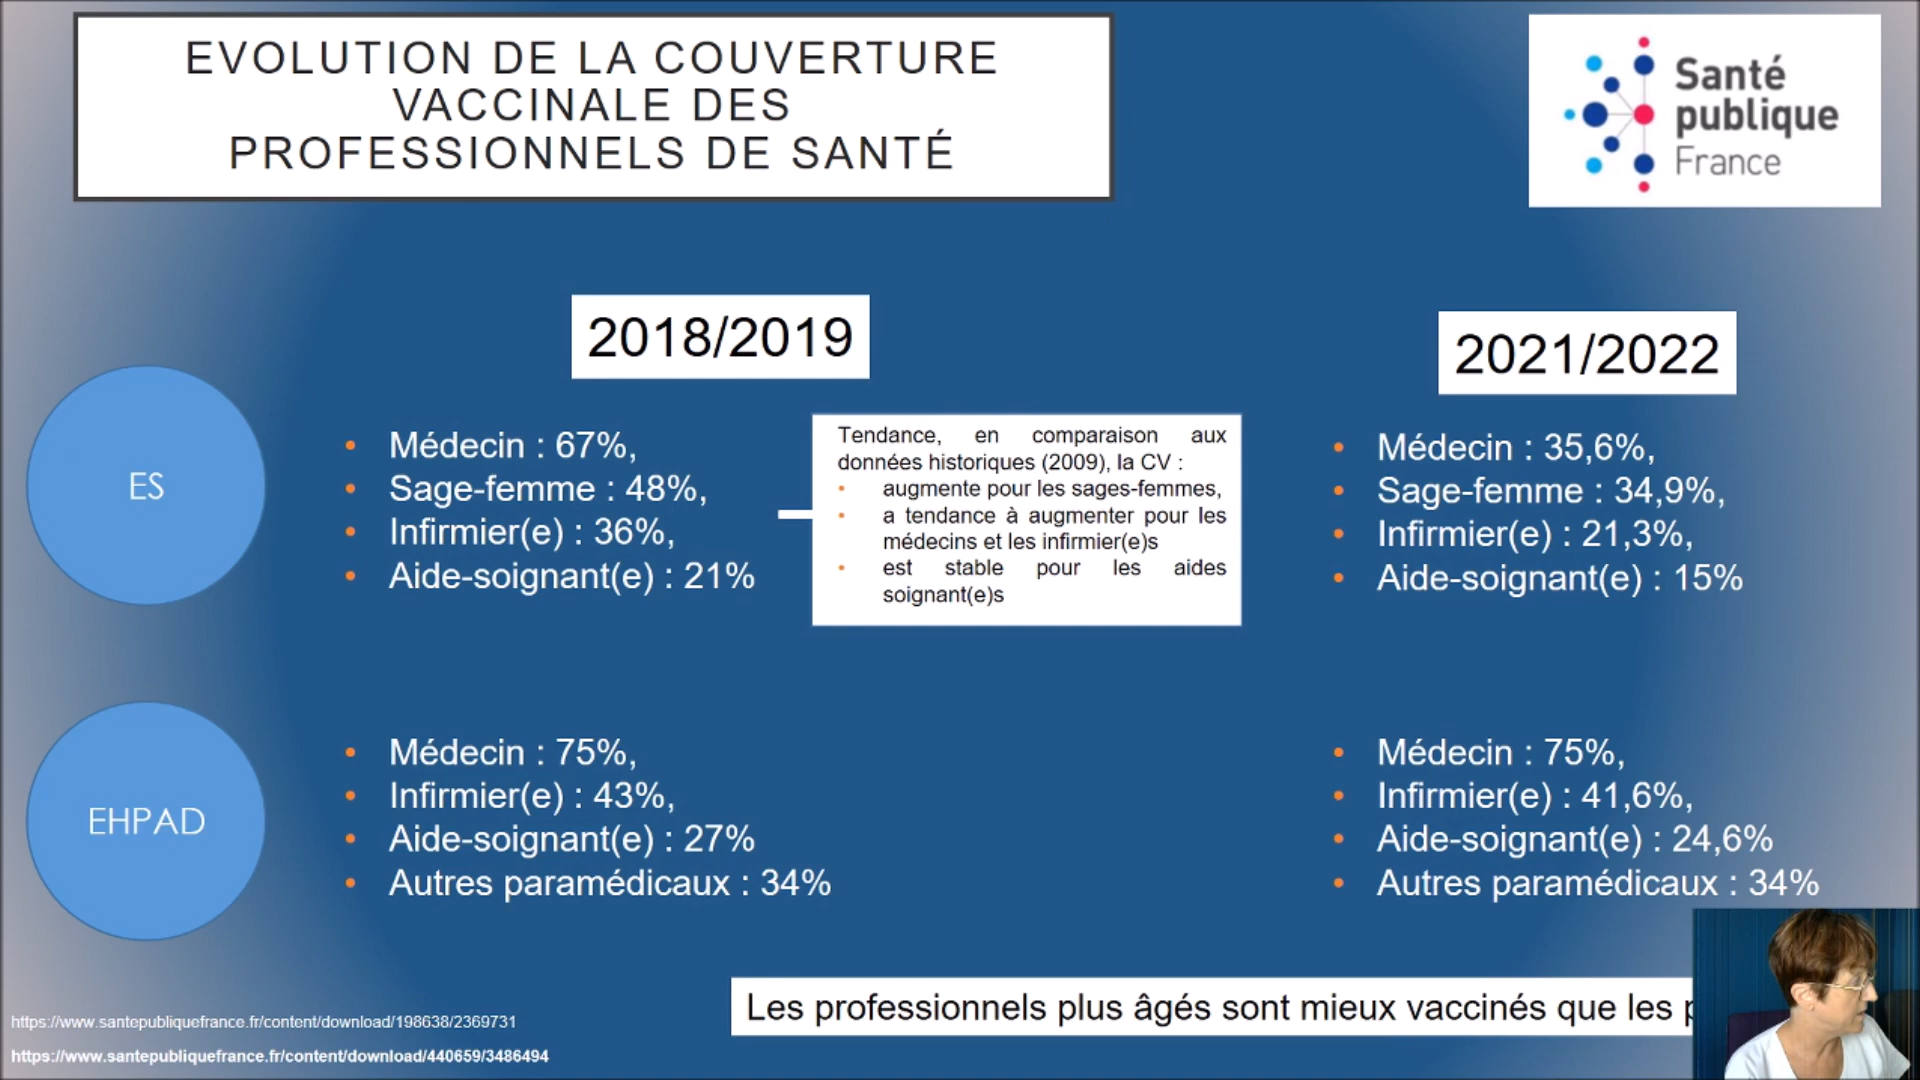 EVOLUTION DE LA COUVERTURE
VACCINALE DES
PROFESSIONNELS DE SANTÉ
Santé
publique
France
2018/2019
2021/2022
ES
• Médecin : 67%,
• Sage-femme : 48%,
• Infirmier(e) : 36%,
• Aide-soignant(e) : 21%
Tendance, en comparaison aux
données historiques (2009), la CV :
• augmente pour les sages-femmes,
• a tendance à augmenter pour les
médecins et les infirmier(e)s
• est stable pour les aides
soignant(e)s
• Médecin : 35,6%,
• Sage-femme : 34,9%,
• Infirmier(e) : 21,3%,
• Aide-soignant(e) : 15%
EHPAD
• Médecin : 75%,
• Infirmier(e) : 43%,
• Aide-soignant(e) : 27%
• Autres paramédicaux : 34%
• Médecin : 75%,
• Infirmier(e) : 41,6%,
• Aide-soignant(e) : 24,6%
• Autres paramédicaux : 34%
Les professionnels plus âgés sont mieux vaccinés que les
https://www.santepubliquefrance.fr/content/download/198638/2369731
https://www.santepubliquefrance.fr/content/download/440659/3486494